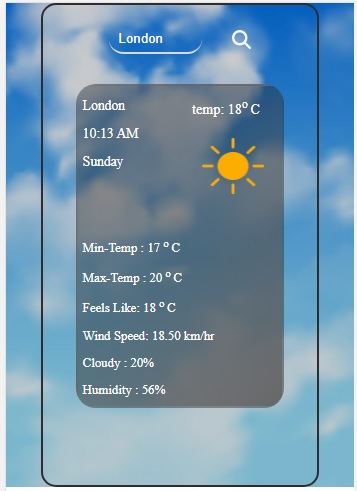 London
London
temp: 18° C
10:13 AM
Sunday
Min-Temp : 17 ° C
Max-Temp : 20 ° C
Feels Like: 18 ° C
Wind Speed: 18.50 km/hr
Cloudy : 20%
Humidity : 56%